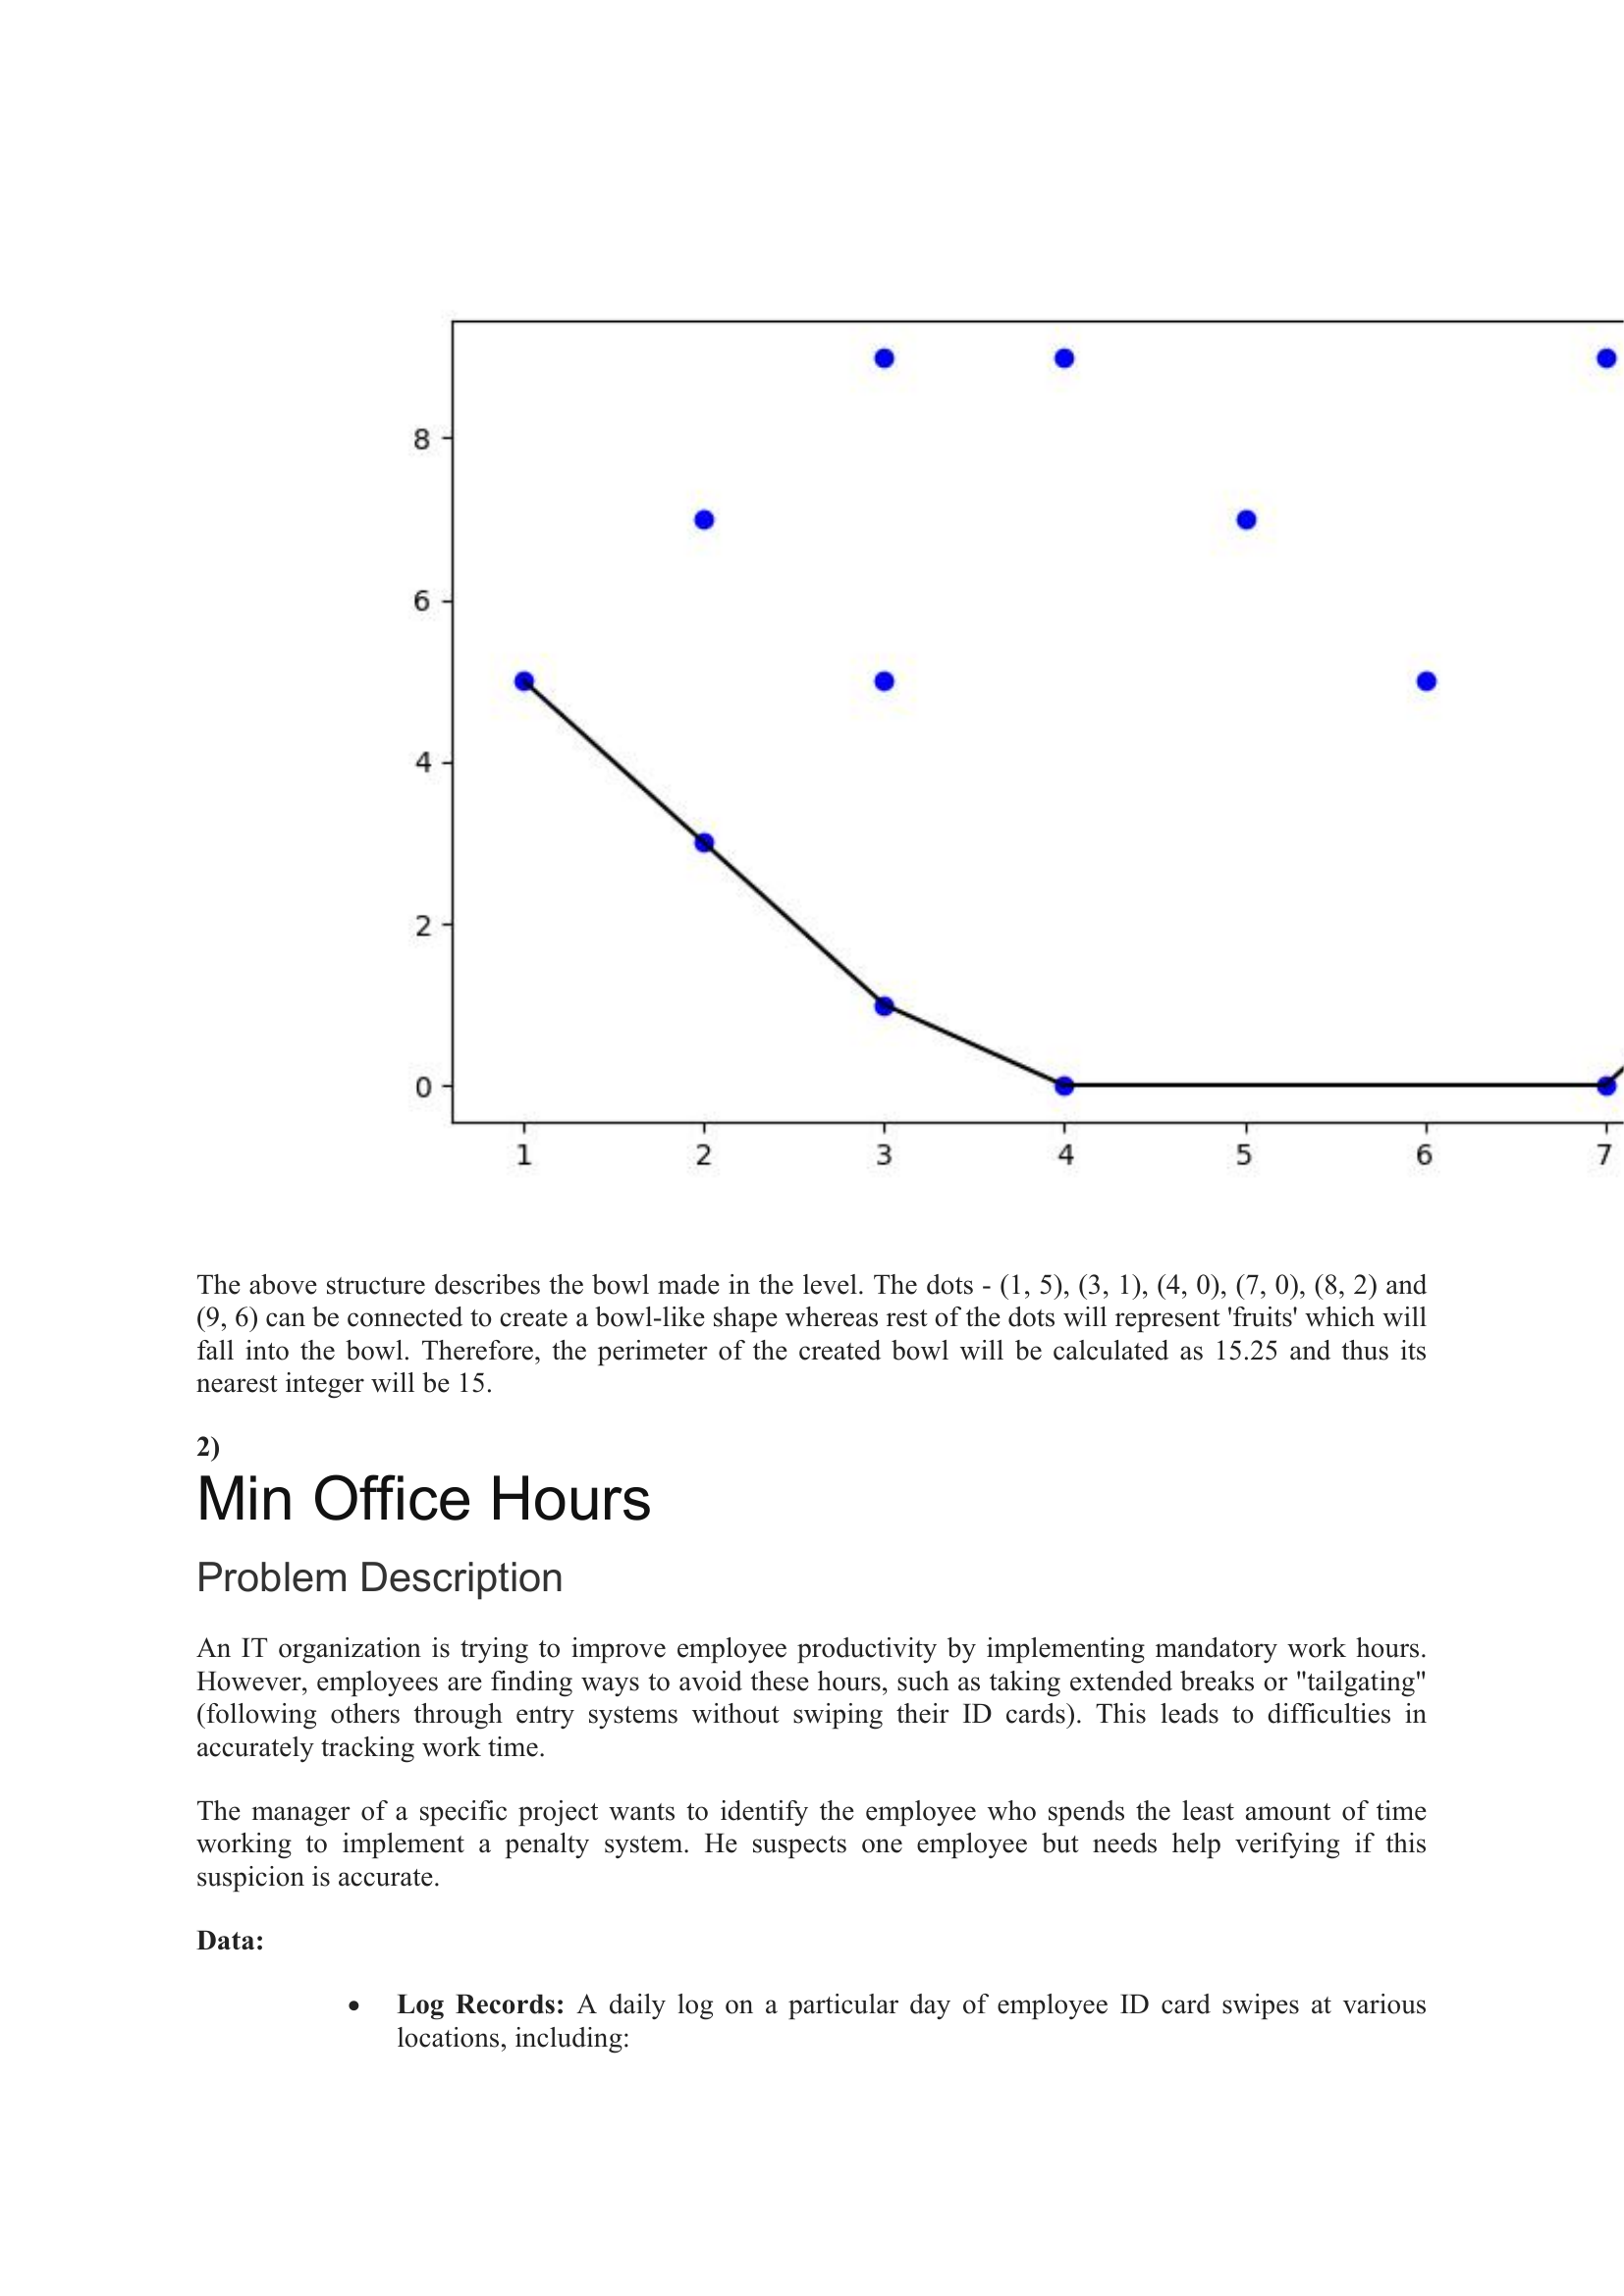 8
6
4
2
0
1 2 3 4 5 6 7
The above structure describes the bowl made in the level. The dots - (1, 5), (3, 1), (4, 0), (7, 0), (8, 2) and
(9, 6) can be connected to create a bowl-like shape whereas rest of the dots will represent 'fruits' which will
fall into the bowl. Therefore, the perimeter of the created bowl will be calculated as 15.25 and thus its
nearest integer will be 15.
2)
Min Office Hours
Problem Description
An IT organization is trying to improve employee productivity by implementing mandatory work hours.
However, employees are finding ways to avoid these hours, such as taking extended breaks or "tailgating"
(following others through entry systems without swiping their ID cards). This leads to difficulties in
accurately tracking work time.
The manager of a specific project wants to identify the employee who spends the least amount of time
working to implement a penalty system. He suspects one employee but needs help verifying if this
suspicion is accurate.
Data:
• Log Records: A daily log on a particular day of employee ID card swipes at various
locations, including: